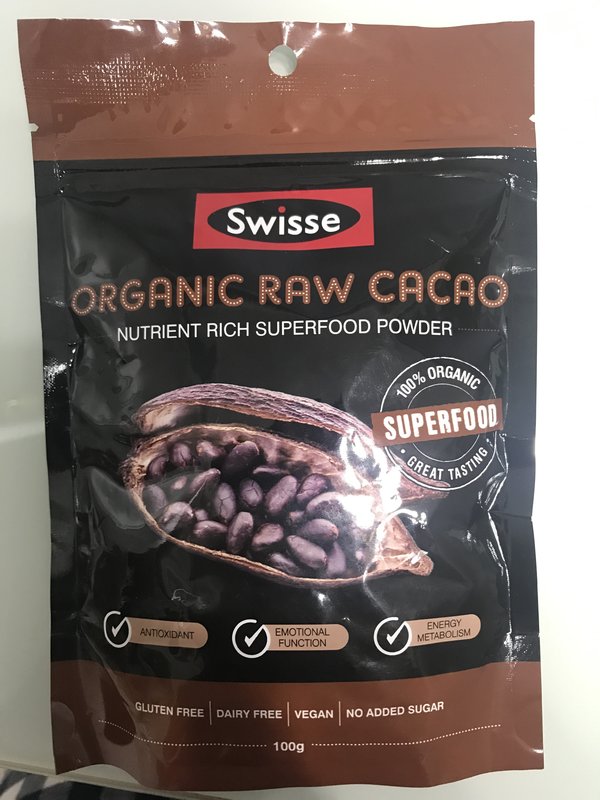 Swisse
ORGANIC RAW CACAO
NUTRIENT RICH SUPERFOOD POWDER
100% ORGANIC
SUPERFOOD
• GREAT TASTING •
ANTIOXIDANT
EMOTIONAL
FUNCTION
ENERGY
METABOLISM
GLUTEN FREE | DAIRY FREE | VEGAN | NO ADDED SUGAR
100g